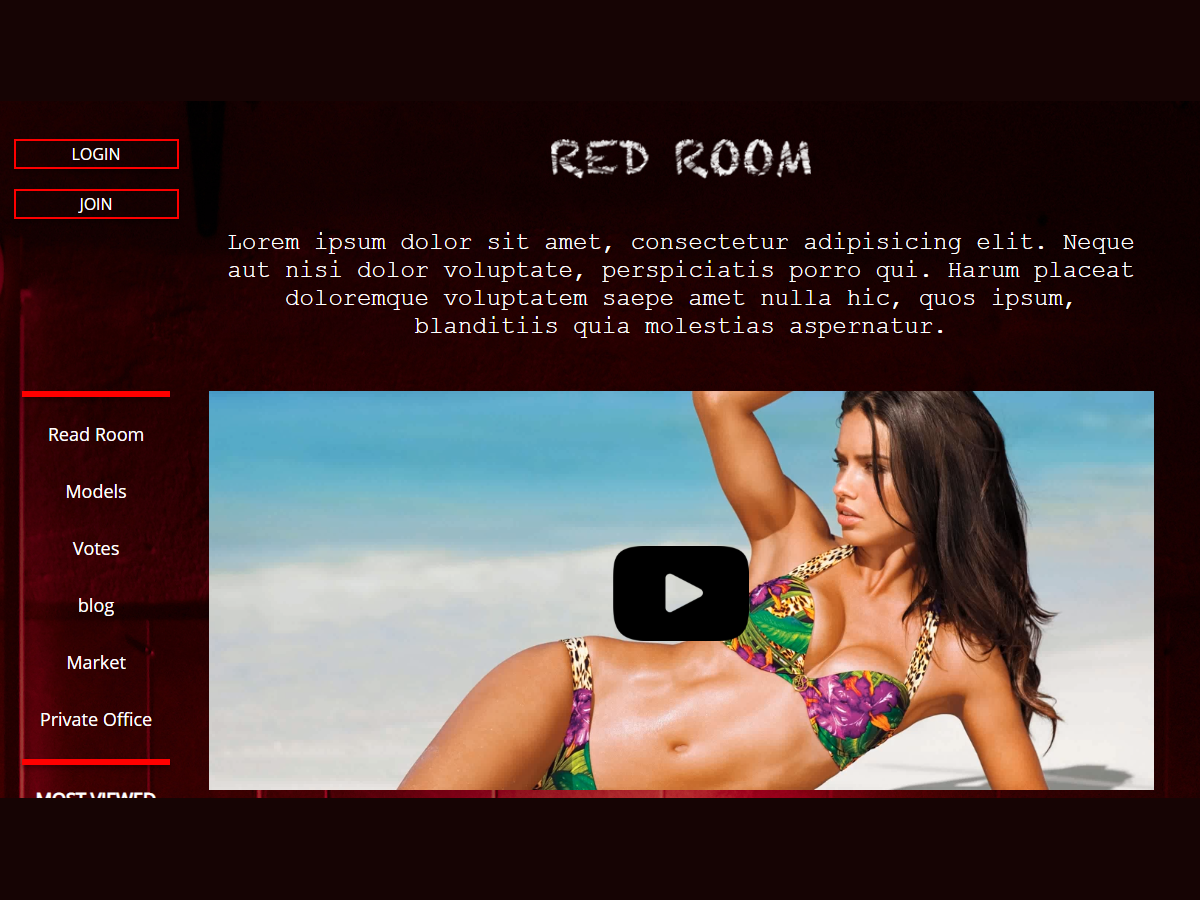 LOGIN
JOIN
RED ROOM
Lorem ipsum dolor sit amet, consectetur adipisicing elit. Neque
aut nisi dolor voluptate, perspiciatis porro qui. Harum placeat
doloremque voluptatem saepe amet nulla hic, quos ipsum,
blanditiis quia molestias aspernatur.
Read Room
Models
Votes
blog
Market
Private Office
MOST VIEWED